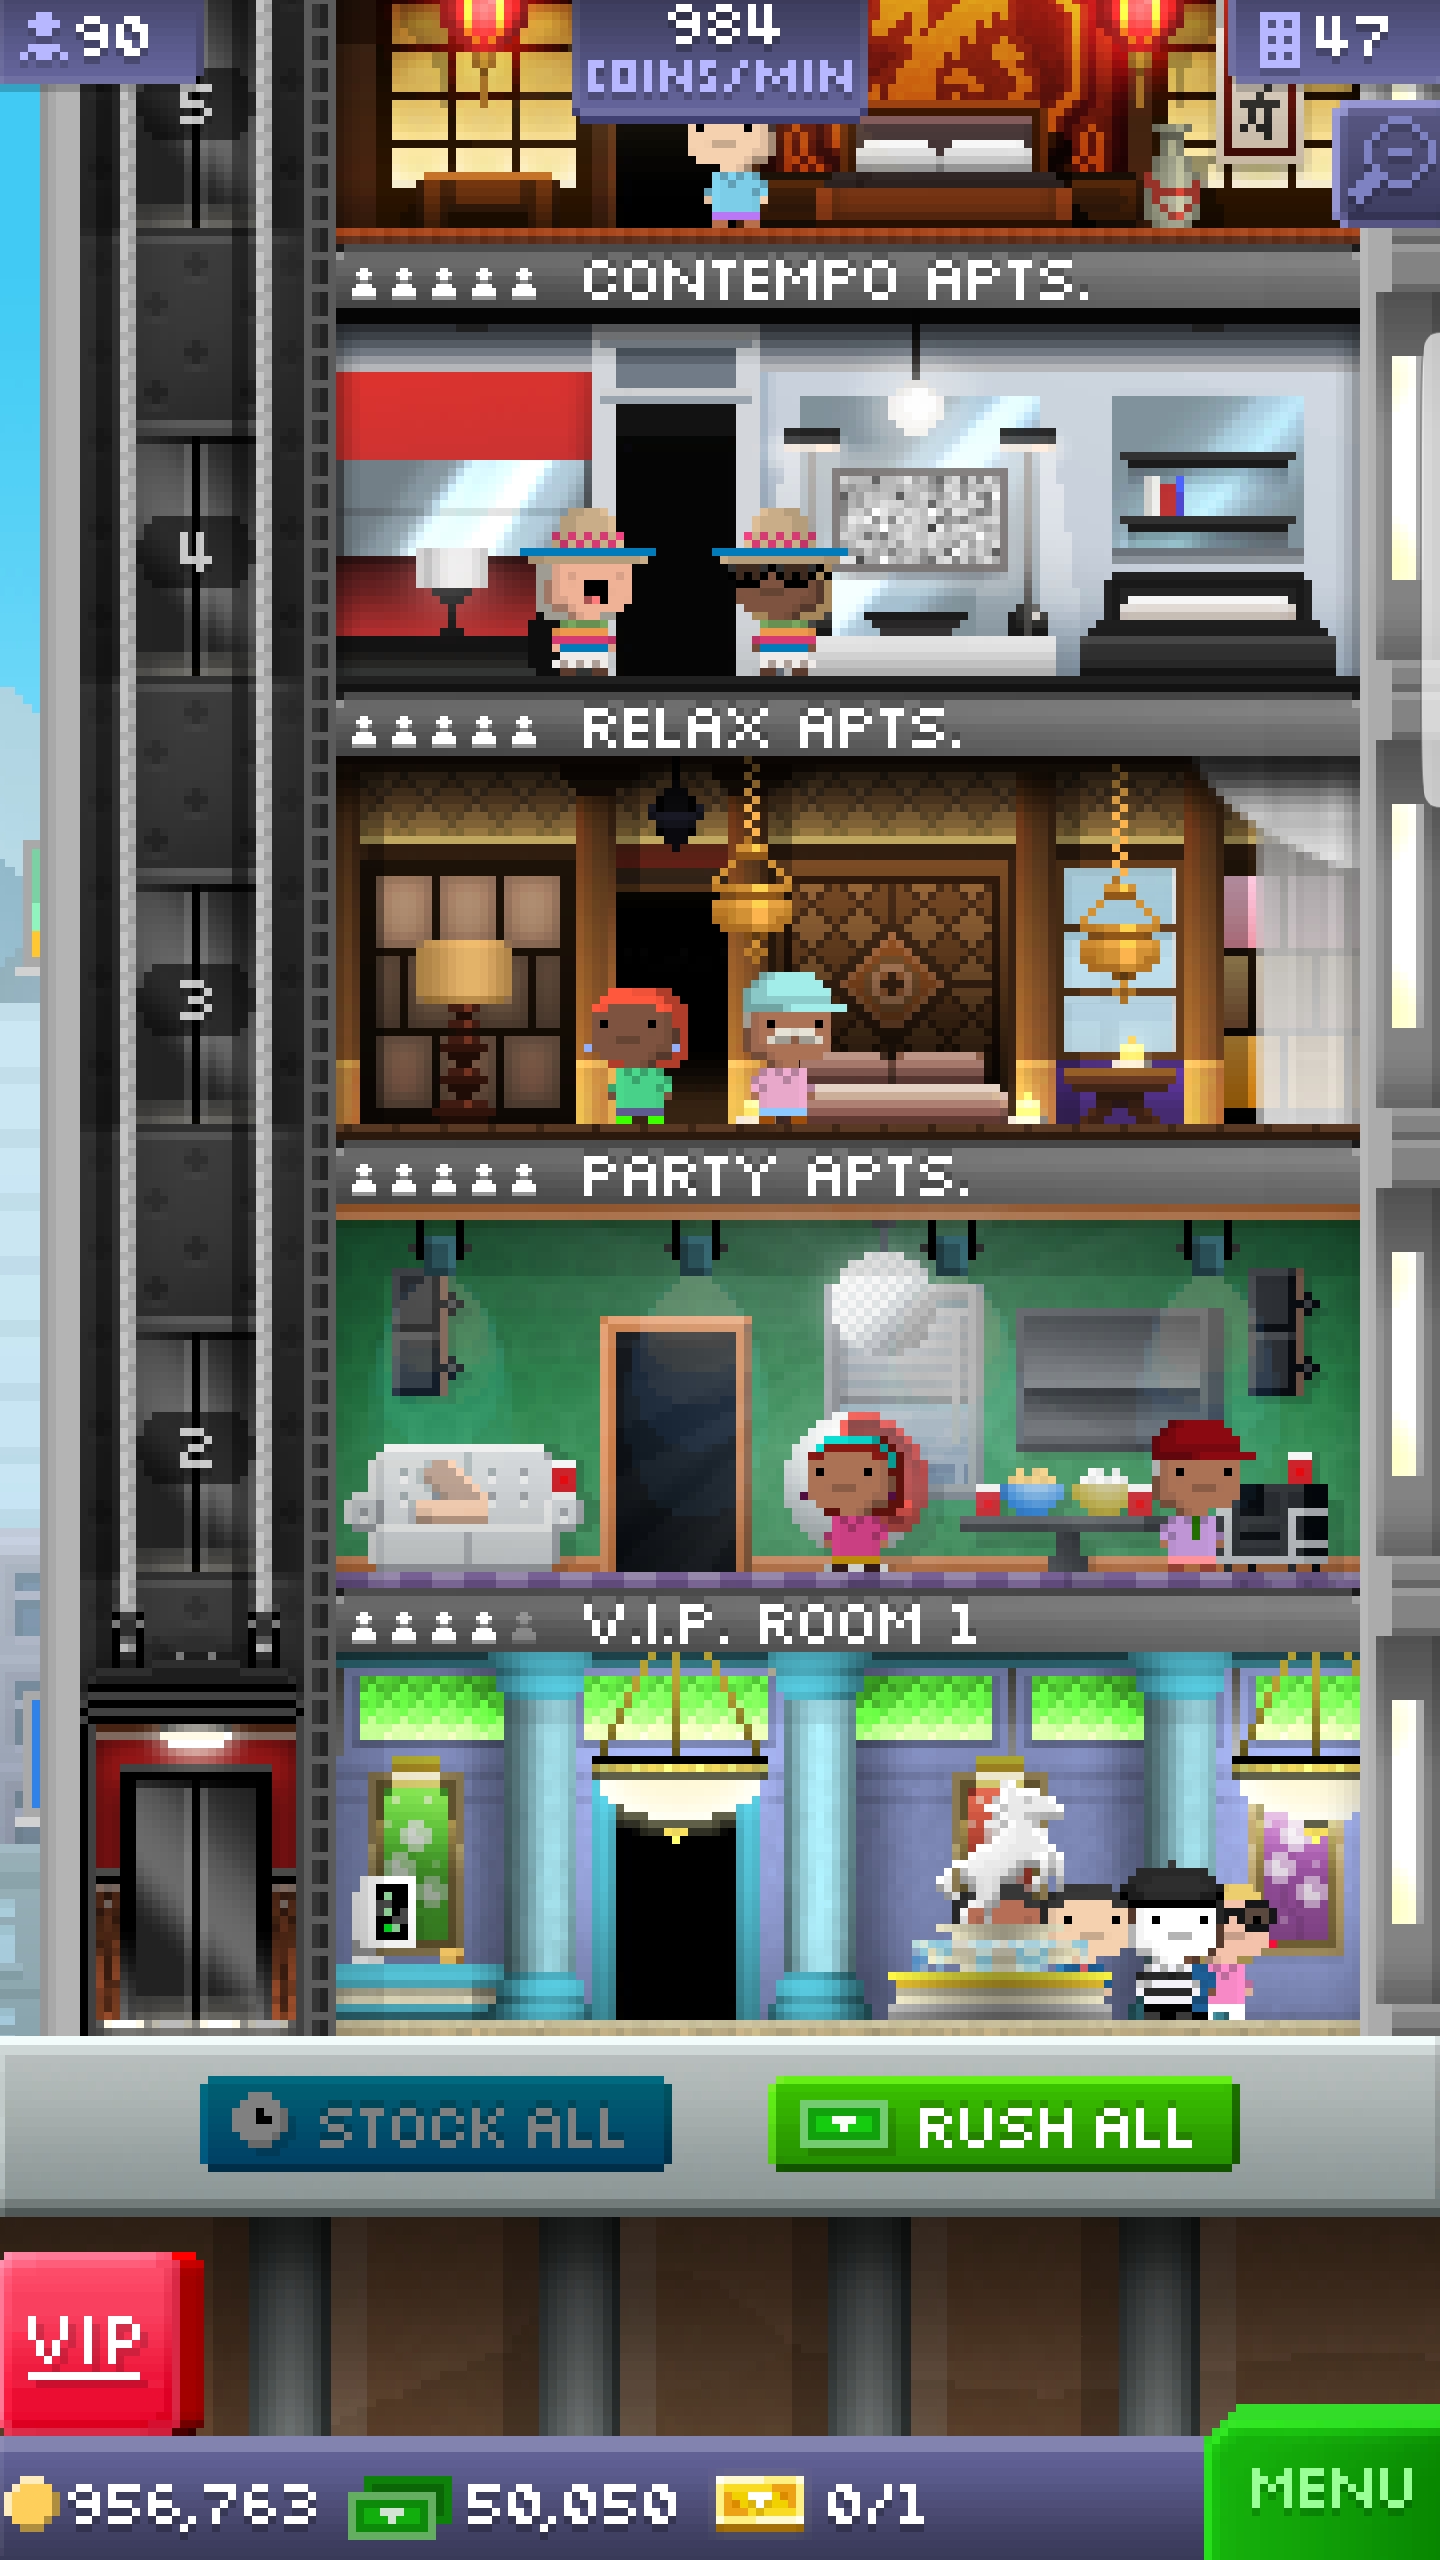 90
984
COINS/MIN
47
5
CONTEMPO APTS.
4
RELAX APTS.
3
PARTY APTS.
2
V.I.P. ROOM 1
STOCK ALL
RUSH ALL
VIP
956,763
50,050
0/1
MENU